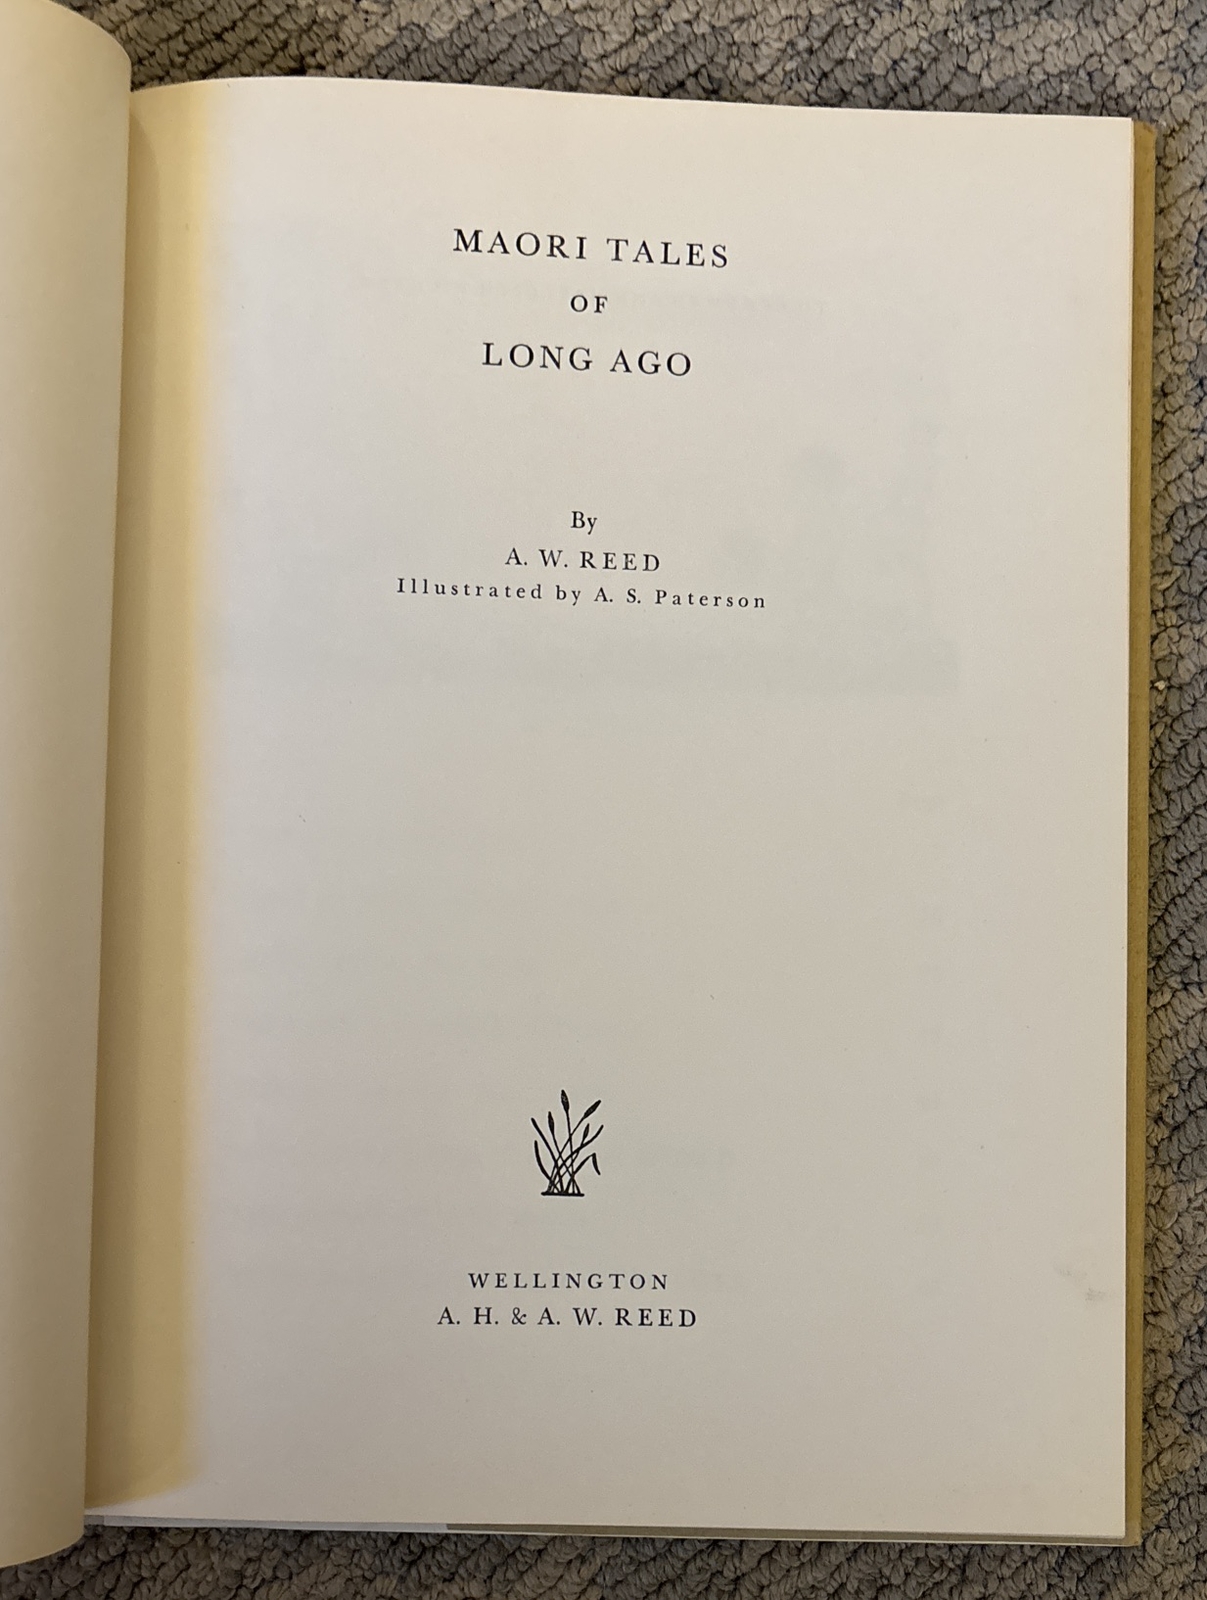 MAORI TALES
OF
LONG AGO
By
A. W. REED
Illustrated by A. S. Paterson
WELLINGTON
A. H. & A. W. REED